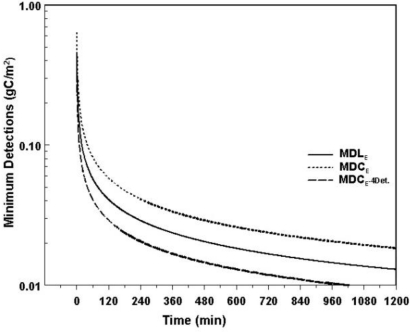 1.00
0.10
0.01
Minimum Detections (gC/m²)
MDL_E
MDC_E
MDC_E-4Det.
0 120 240 360 480 600 720 840 960 1080 1200
Time (min)